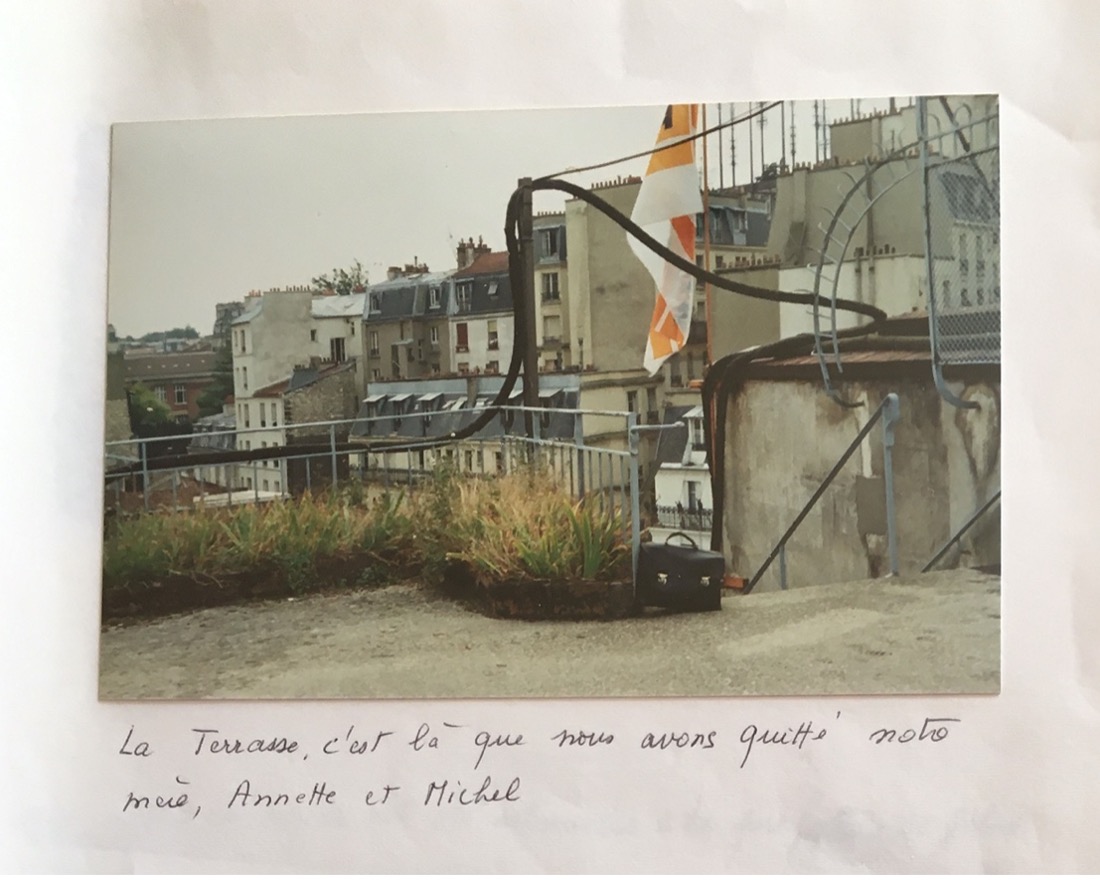 La Terrasse, c'est là que nous avons quitté notre
mère, Annette et Michel